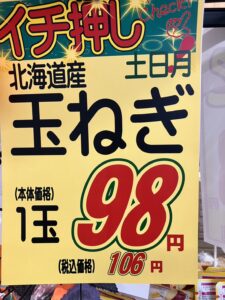 イチ押し
Check!
北海道産
土日月
玉ねぎ
(本体価格)
1玉
98円
(税込価格) 106円